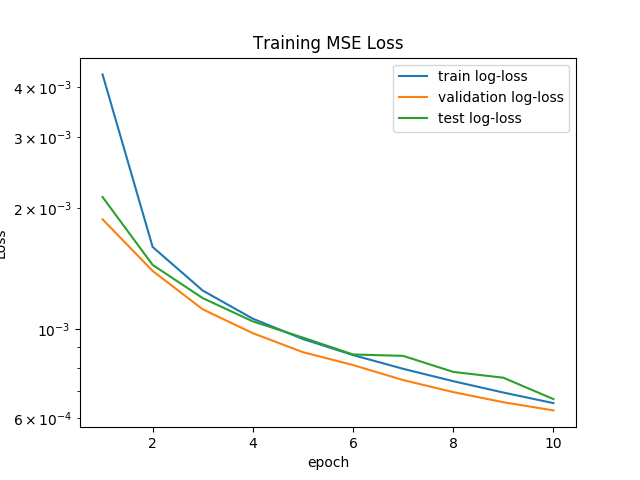 Training MSE Loss
train log-loss
validation log-loss
test log-loss
4 × 10⁻³
3 × 10⁻³
2 × 10⁻³
10⁻³
6 × 10⁻⁴
Loss
2 4 6 8 10
epoch